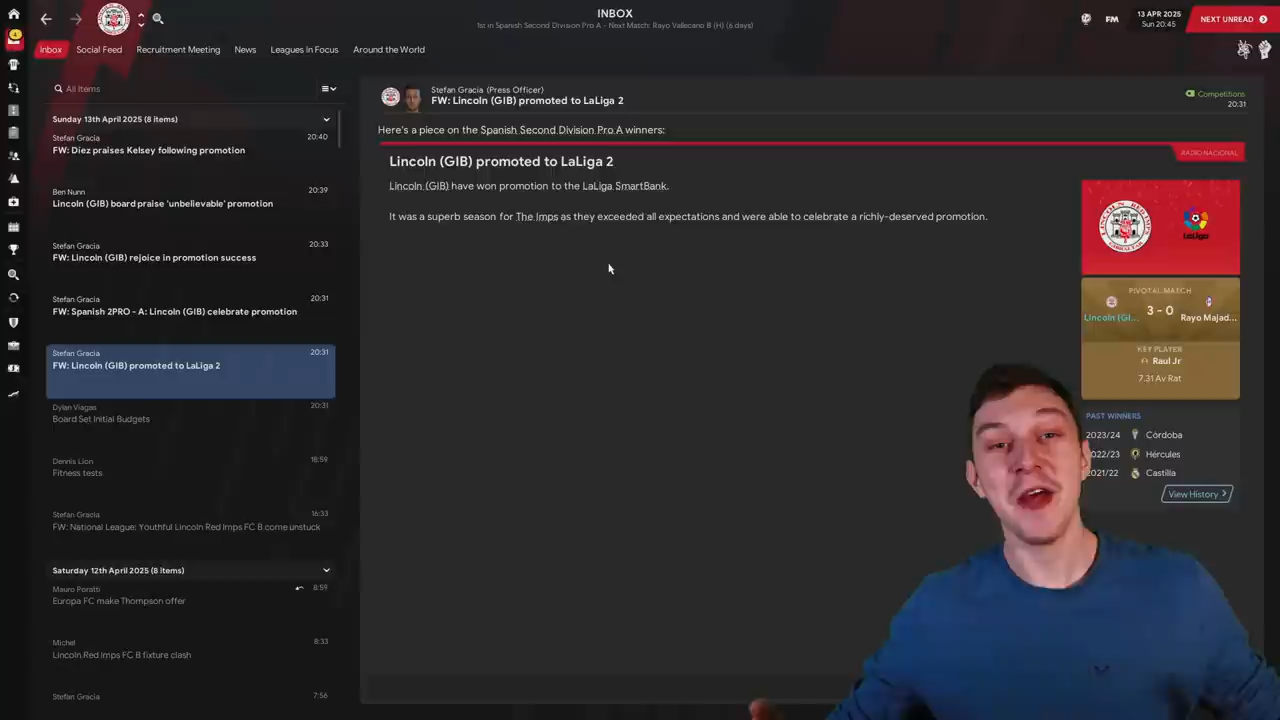 INBOX
1st in Spanish Second Division Pro A - Next Match: Rayo Vallecano B (H) (6 days)
FM
13 APR 2025
Sun 20:45
NEXT UNREAD
4
Inbox
Social Feed
Recruitment Meeting
News
Leagues In Focus
Around the World
All Items
Sunday 13th April 2025 (8 items)
Stefan Gracia
20:40
FW: Díez praises Kelsey following promotion
Ben Nunn
20:39
Lincoln (GIB) board praise 'unbelievable' promotion
Stefan Gracia
20:33
FW: Lincoln (GIB) rejoice in promotion success
Stefan Gracia
20:31
FW: Spanish 2PRO - A: Lincoln (GIB) celebrate promotion
Stefan Gracia
20:31
FW: Lincoln (GIB) promoted to LaLiga 2
Dylan Viagas
20:31
Board Set Initial Budgets
Dennis Lion
18:59
Fitness tests
Stefan Gracia
16:33
FW: National League: Youthful Lincoln Red Imps FC B come unstuck
Saturday 12th April 2025 (8 items)
Mauro Poratti
8:59
Europa FC make Thompson offer
Michel
8:33
Lincoln Red Imps FC B fixture clash
Stefan Gracia
7:56
Stefan Gracia (Press Officer)
FW: Lincoln (GIB) promoted to LaLiga 2
Competitions
20:31
Here's a piece on the Spanish Second Division Pro A winners:
RADIO NACIONAL
Lincoln (GIB) promoted to LaLiga 2
Lincoln (GIB) have won promotion to the LaLiga SmartBank.
It was a superb season for The Imps as they exceeded all expectations and were able to celebrate a richly-deserved promotion.
LaLiga
PIVOTAL MATCH
Lincoln (GI...
3 - 0
Rayo Majad...
KEY PLAYER
Raul Jr
7.31 Av Rat
PAST WINNERS
2023/24
Córdoba
2022/23
Hércules
2021/22
Castilla
View History